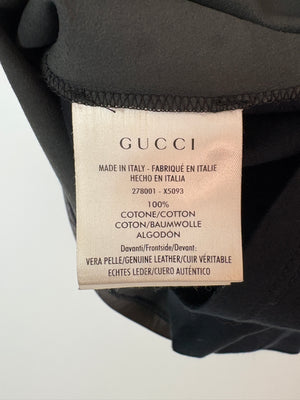 GUCCI
MADE IN ITALY - FABRIQUÉ EN ITALIE
HECHO EN ITALIA
278001 - X5093
100%
COTONE/COTTON
COTON/BAUMWOLLE
ALGODÓN
Davanti/Frontside/Devant:
VERA PELLE/GENUINE LEATHER/CUIR VÉRITABLE
ECHTES LEDER/CUERO AUTÉNTICO